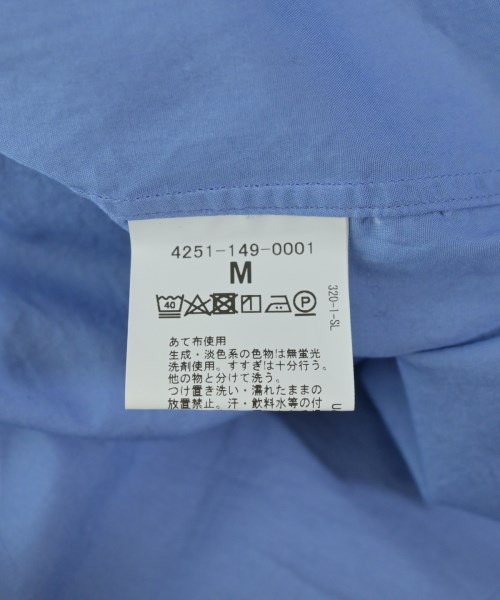 4251-149-0001
M
40
P
320-1-SL
あて布使用
生成・淡色系の色物は無蛍光
洗剤使用。すすぎは十分行う。
他の物と分けて洗う。
つけ置き洗い・濡れたままの
放置禁止。汗・飲料水等の付